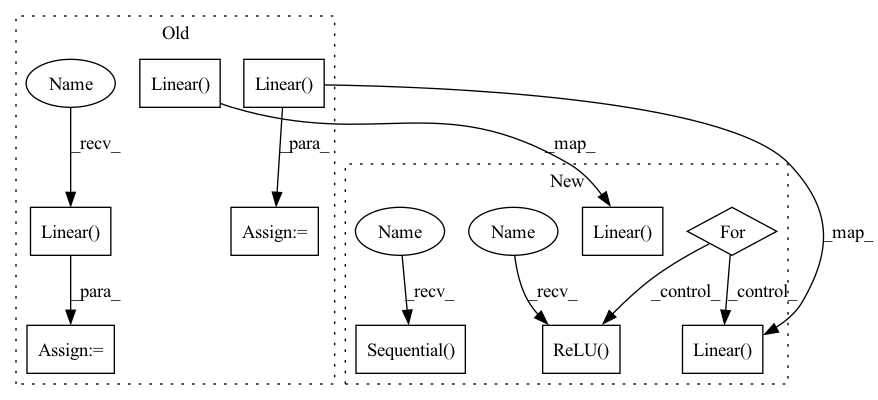 Old
Name
Linear()
Linear()
_recv_
_para_
_map_
New
Linear()
Assign:=
Name
Name
Linear()
For
_map_
_para_
_recv_
_recv_
_control_
_control_
Assign:=
Sequential()
ReLU()
Linear()